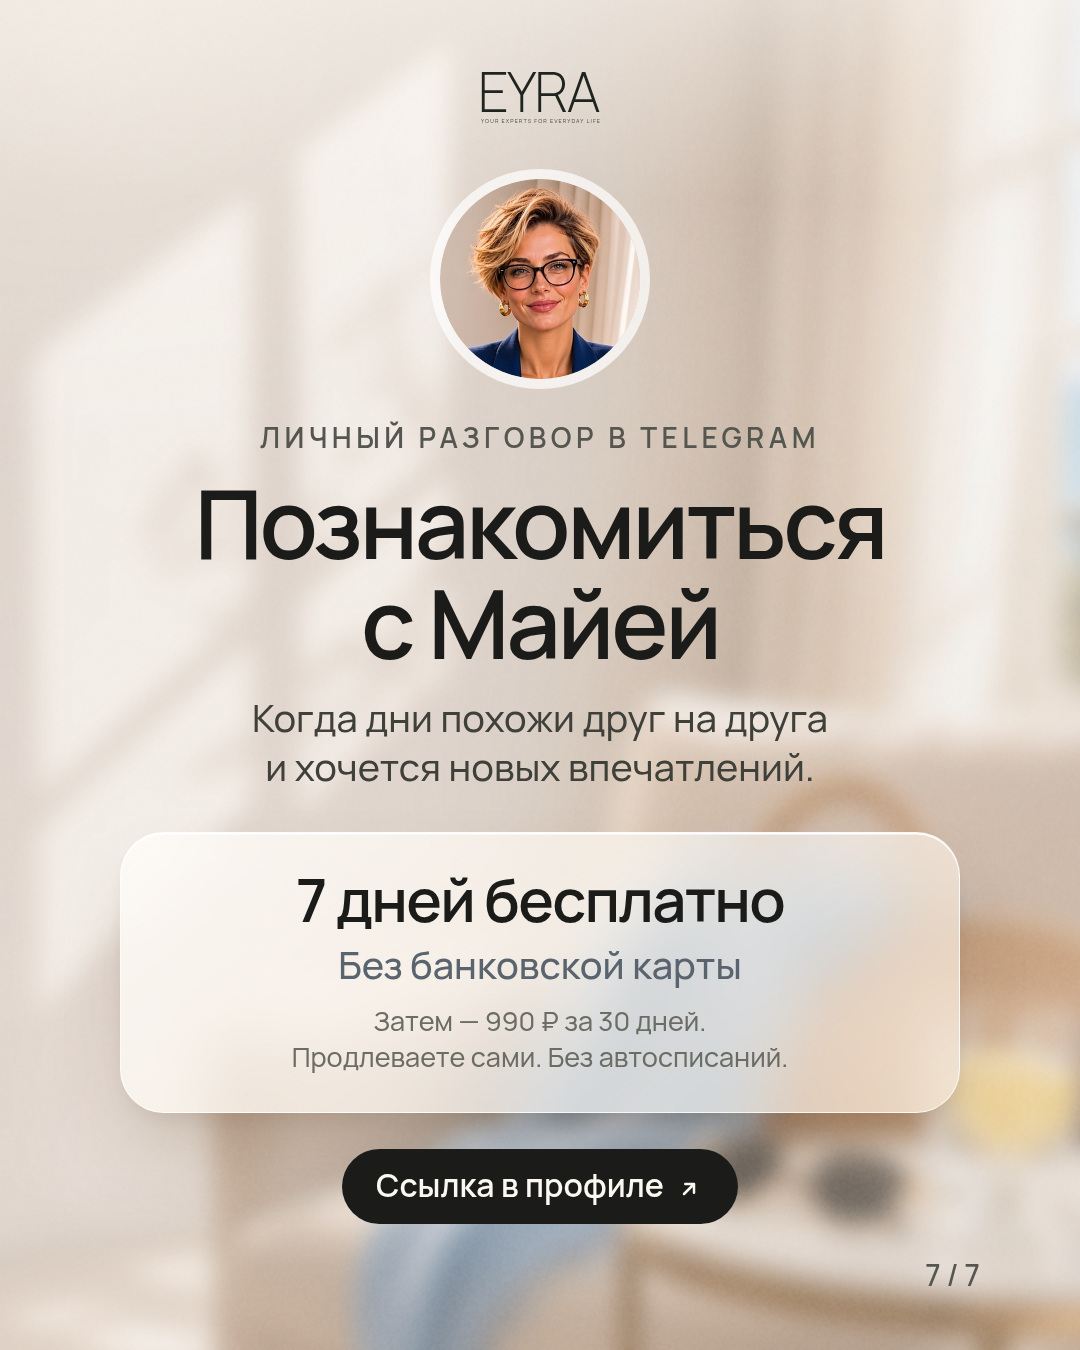 EYRA
YOUR EXPERTS FOR EVERYDAY LIFE
ЛИЧНЫЙ РАЗГОВОР В TELEGRAM
Познакомиться
с Майей
Когда дни похожи друг на друга
и хочется новых впечатлений.
7 дней бесплатно
Без банковской карты
Затем — 990 ₽ за 30 дней.
Продлеваете сами. Без автосписаний.
Ссылка в профиле ↗
7 / 7